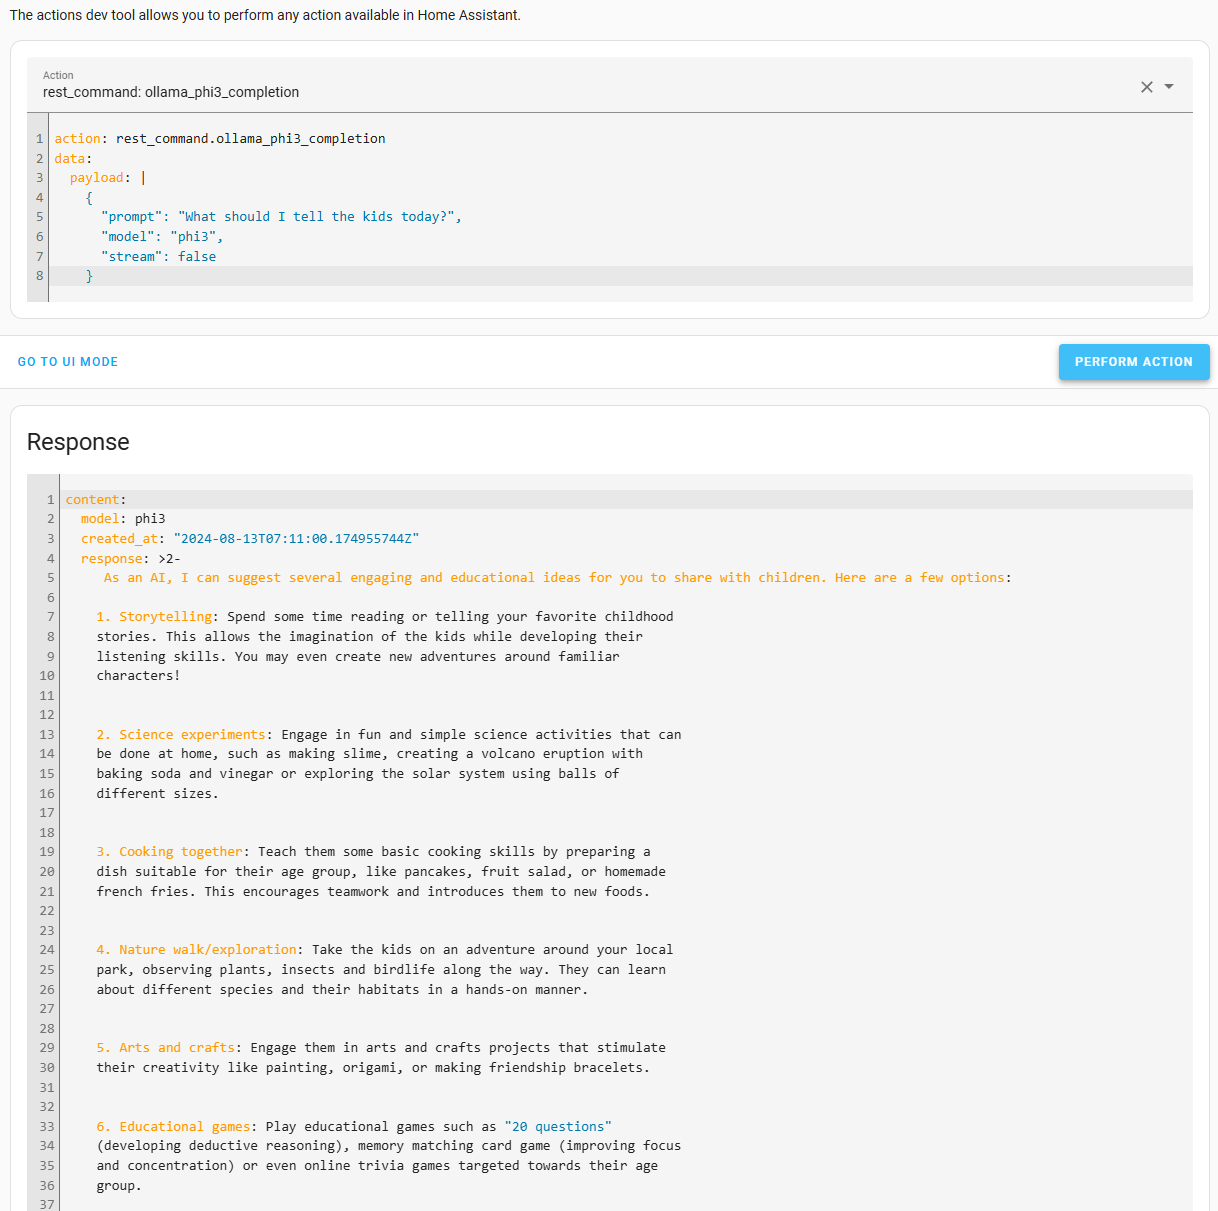 The actions dev tool allows you to perform any action available in Home Assistant.
Action
rest_command: ollama_phi3_completion
1 action: rest_command.ollama_phi3_completion
2 data:
3   payload: |
4     {
5       "prompt": "What should I tell the kids today?",
6       "model": "phi3",
7       "stream": false
8     }
GO TO UI MODE
PERFORM ACTION
Response
1 content:
2   model: phi3
3   created_at: "2024-08-13T07:11:00.174955744Z"
4   response: >2-
5      As an AI, I can suggest several engaging and educational ideas for you to share with children. Here are a few options:
6
7     1. Storytelling: Spend some time reading or telling your favorite childhood
8     stories. This allows the imagination of the kids while developing their
9     listening skills. You may even create new adventures around familiar
10     characters!
11
12
13     2. Science experiments: Engage in fun and simple science activities that can
14     be done at home, such as making slime, creating a volcano eruption with
15     baking soda and vinegar or exploring the solar system using balls of
16     different sizes.
17
18
19     3. Cooking together: Teach them some basic cooking skills by preparing a
20     dish suitable for their age group, like pancakes, fruit salad, or homemade
21     french fries. This encourages teamwork and introduces them to new foods.
22
23
24     4. Nature walk/exploration: Take the kids on an adventure around your local
25     park, observing plants, insects and birdlife along the way. They can learn
26     about different species and their habitats in a hands-on manner.
27
28
29     5. Arts and crafts: Engage them in arts and crafts projects that stimulate
30     their creativity like painting, origami, or making friendship bracelets.
31
32
33     6. Educational games: Play educational games such as "20 questions"
34     (developing deductive reasoning), memory matching card game (improving focus
35     and concentration) or even online trivia games targeted towards their age
36     group.
37